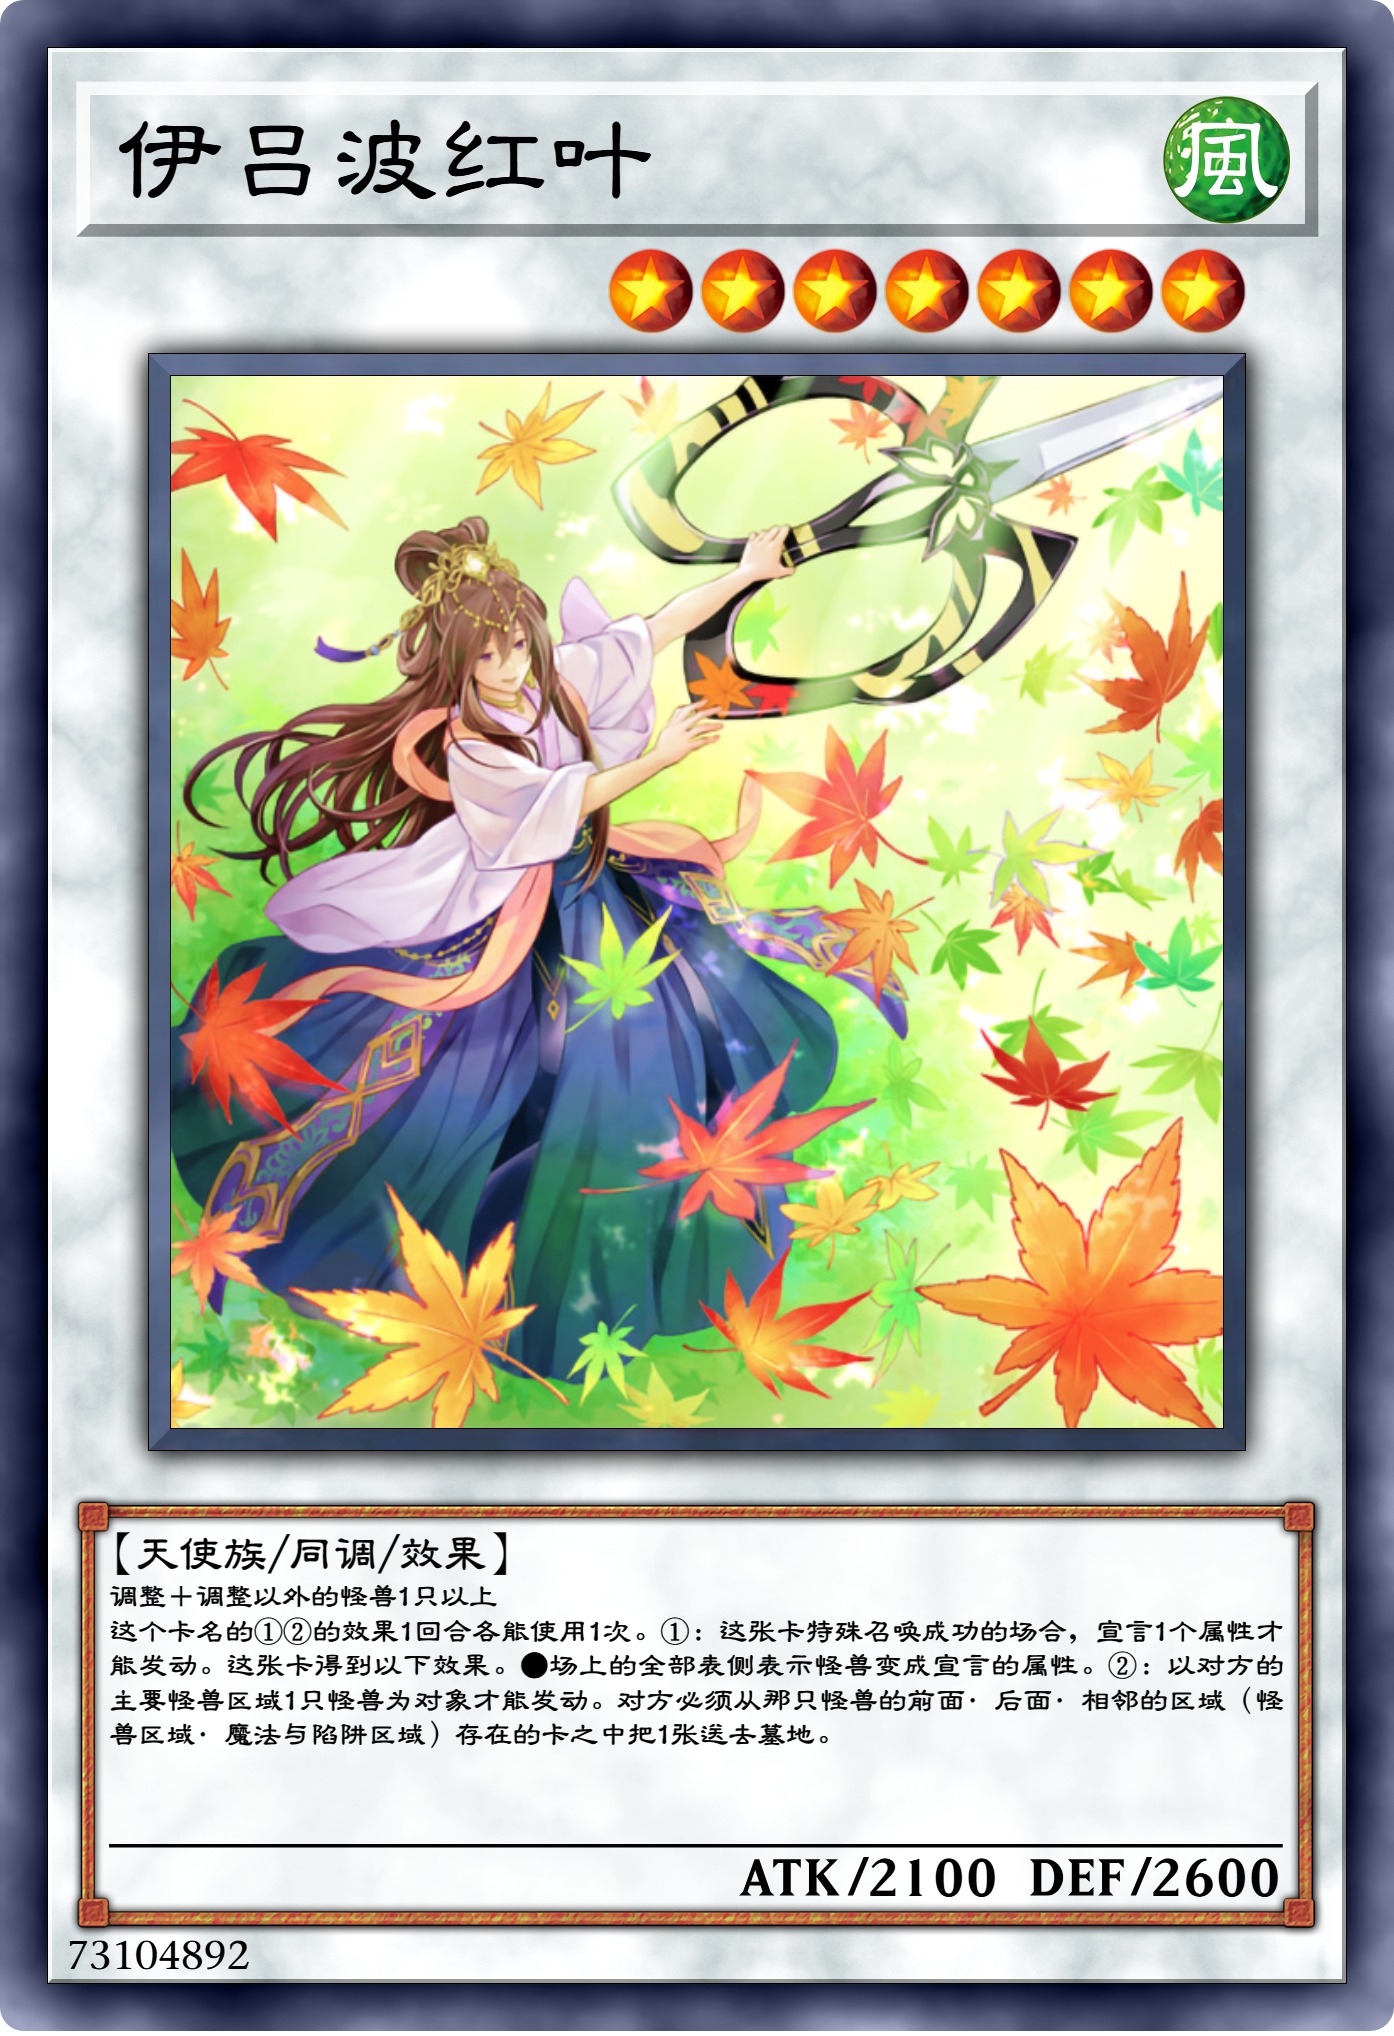 伊吕波红叶
風
【天使族/同调/效果】
调整＋调整以外的怪兽1只以上
这个卡名的①②的效果1回合各能使用1次。①：这张卡特殊召唤成功的场合，宣言1个属性才
能发动。这张卡得到以下效果。●场上的全部表侧表示怪兽变成宣言的属性。②：以对方的
主要怪兽区域1只怪兽为对象才能发动。对方必须从那只怪兽的前面·后面·相邻的区域（怪
兽区域·魔法与陷阱区域）存在的卡之中把1张送去墓地。
ATK/2100 DEF/2600
73104892